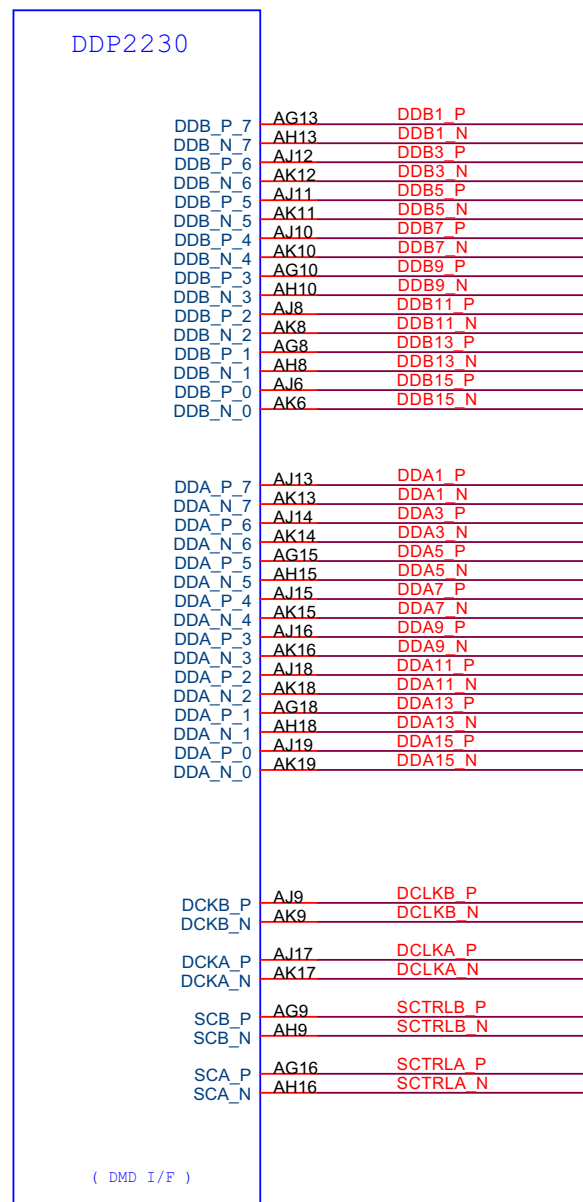 DDP2230
DDB_P_7 AG13 DDB1_P
DDB_N_7 AH13 DDB1_N
DDB_P_6 AJ12 DDB3_P
DDB_N_6 AK12 DDB3_N
DDB_P_5 AJ11 DDB5_P
DDB_N_5 AK11 DDB5_N
DDB_P_4 AJ10 DDB7_P
DDB_N_4 AK10 DDB7_N
DDB_P_3 AG10 DDB9_P
DDB_N_3 AH10 DDB9_N
DDB_P_2 AJ8 DDB11_P
DDB_N_2 AK8 DDB11_N
DDB_P_1 AG8 DDB13_P
DDB_N_1 AH8 DDB13_N
DDB_P_0 AJ6 DDB15_P
DDB_N_0 AK6 DDB15_N
DDA_P_7 AJ13 DDA1_P
DDA_N_7 AK13 DDA1_N
DDA_P_6 AJ14 DDA3_P
DDA_N_6 AK14 DDA3_N
DDA_P_5 AG15 DDA5_P
DDA_N_5 AH15 DDA5_N
DDA_P_4 AJ15 DDA7_P
DDA_N_4 AK15 DDA7_N
DDA_P_3 AJ16 DDA9_P
DDA_N_3 AK16 DDA9_N
DDA_P_2 AJ18 DDA11_P
DDA_N_2 AK18 DDA11_N
DDA_P_1 AG18 DDA13_P
DDA_N_1 AH18 DDA13_N
DDA_P_0 AJ19 DDA15_P
DDA_N_0 AK19 DDA15_N
DCKB_P AJ9 DCLKB_P
DCKB_N AK9 DCLKB_N
DCKA_P AJ17 DCLKA_P
DCKA_N AK17 DCLKA_N
SCB_P AG9 SCTRLB_P
SCB_N AH9 SCTRLB_N
SCA_P AG16 SCTRLA_P
SCA_N AH16 SCTRLA_N
( DMD I/F )